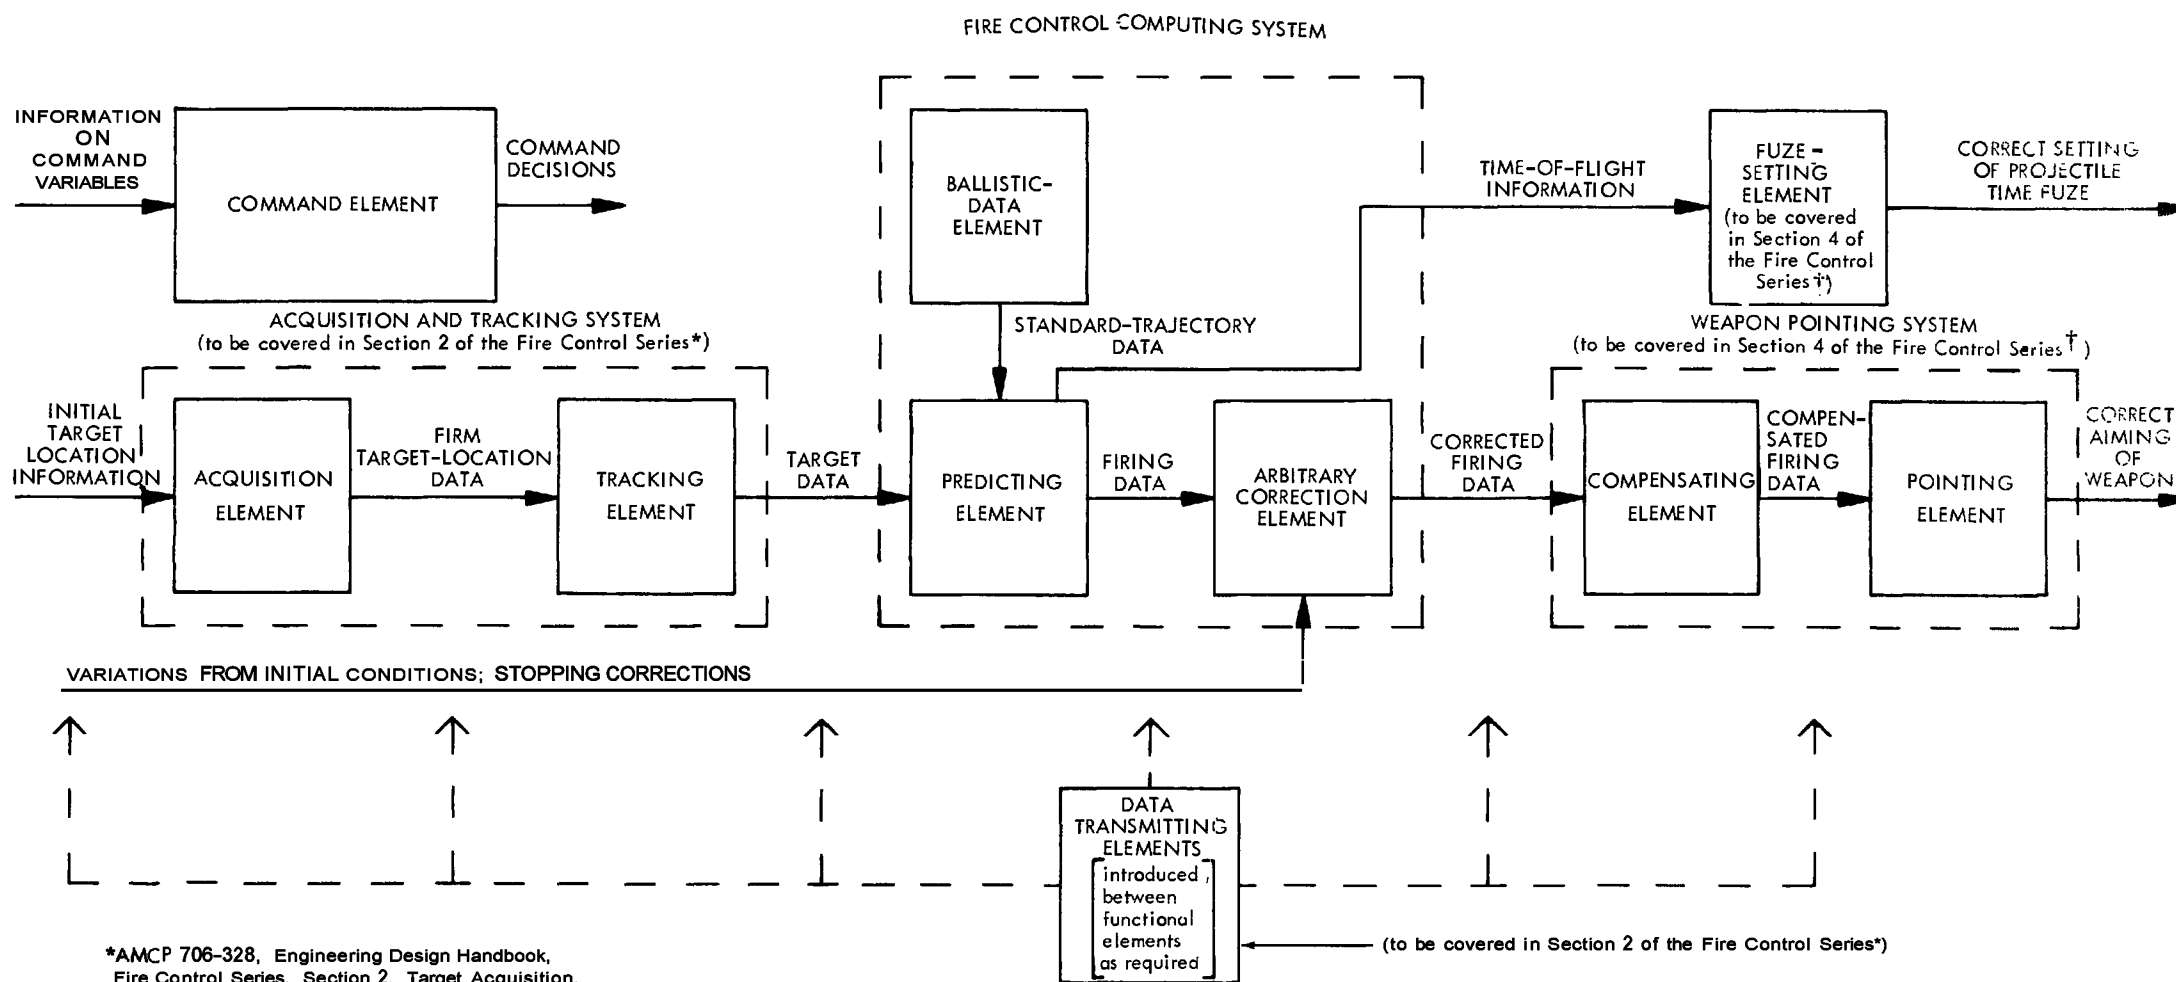 FIRE CONTROL COMPUTING SYSTEM
INFORMATION
ON
COMMAND
VARIABLES
COMMAND ELEMENT
COMMAND
DECISIONS
BALLISTIC-
DATA
ELEMENT
TIME-OF-FLIGHT
INFORMATION
FUZE-
SETTING
ELEMENT
(to be covered
in Section 4 of
the Fire Control
Series†)
CORRECT SETTING
OF PROJECTILE
TIME FUZE
ACQUISITION AND TRACKING SYSTEM
(to be covered in Section 2 of the Fire Control Series*)
STANDARD-TRAJECTORY
DATA
WEAPON POINTING SYSTEM
(to be covered in Section 4 of the Fire Control Series†)
INITIAL
TARGET
LOCATION
INFORMATION
ACQUISITION
ELEMENT
FIRM
TARGET-LOCATION
DATA
TRACKING
ELEMENT
TARGET
DATA
PREDICTING
ELEMENT
FIRING
DATA
ARBITRARY
CORRECTION
ELEMENT
CORRECTED
FIRING
DATA
COMPENSATING
ELEMENT
COMPEN-
SATED
FIRING
DATA
POINTING
ELEMENT
CORRECT
AIMING
OF
WEAPON
VARIATIONS FROM INITIAL CONDITIONS; STOPPING CORRECTIONS
DATA
TRANSMITTING
ELEMENTS
[introduced,
between
functional
elements
as required]
(to be covered in Section 2 of the Fire Control Series*)
*AMCP 706-328, Engineering Design Handbook,
Fire Control Series, Section 2, Target Acquisition,